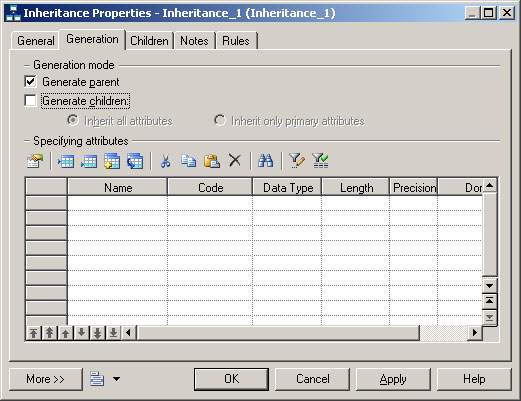 Inheritance Properties - Inheritance_1 (Inheritance_1)
General Generation Children Notes Rules
Generation mode
Generate parent
Generate children:
Inherit all attributes Inherit only primary attributes
Specifying attributes
Name Code Data Type Length Precision Dor
More >> OK Cancel Apply Help